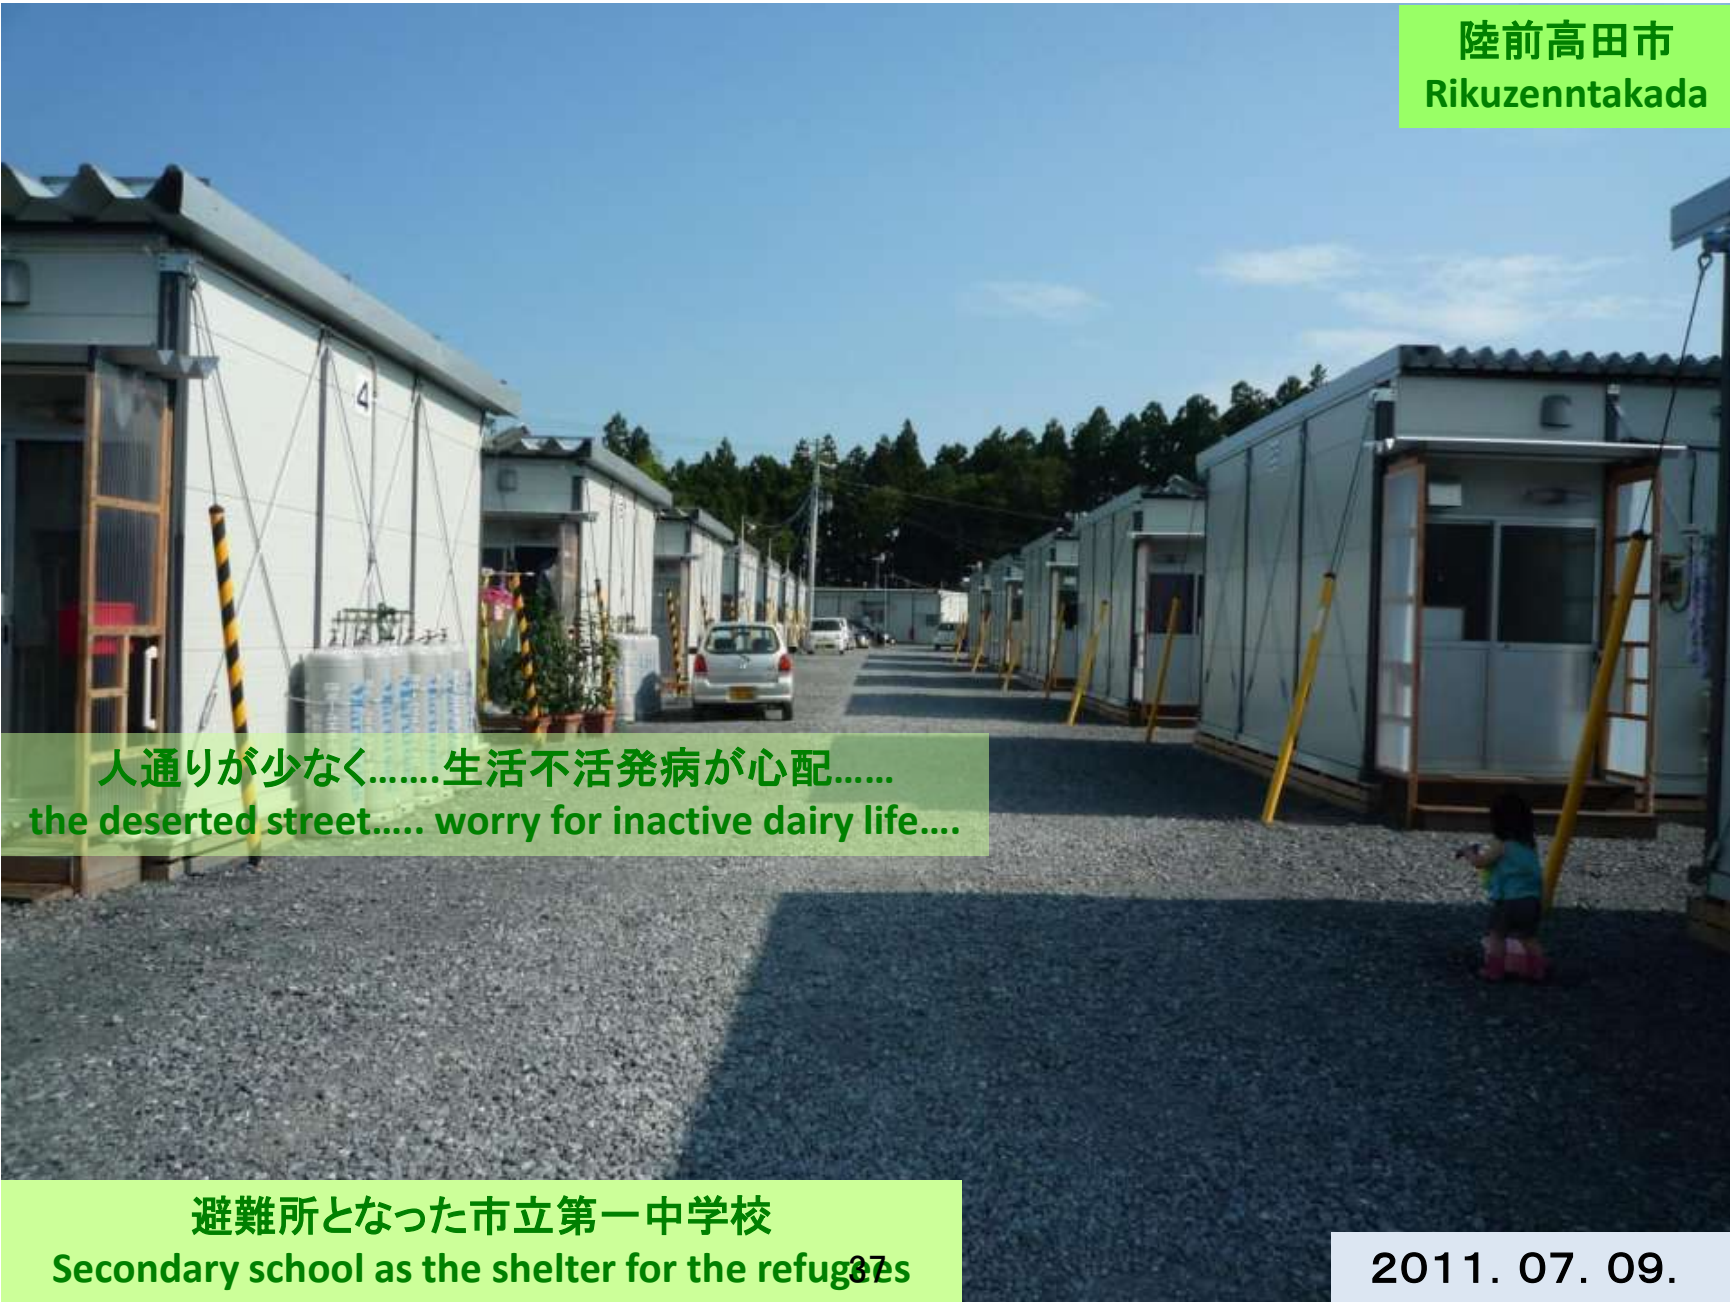 陸前高田市
Rikuzenntakada
4
人通りが少なく.......生活不活発病が心配......
the deserted street..... worry for inactive dairy life....
避難所となった市立第一中学校
Secondary school as the shelter for the refugees
37
2011. 07. 09.